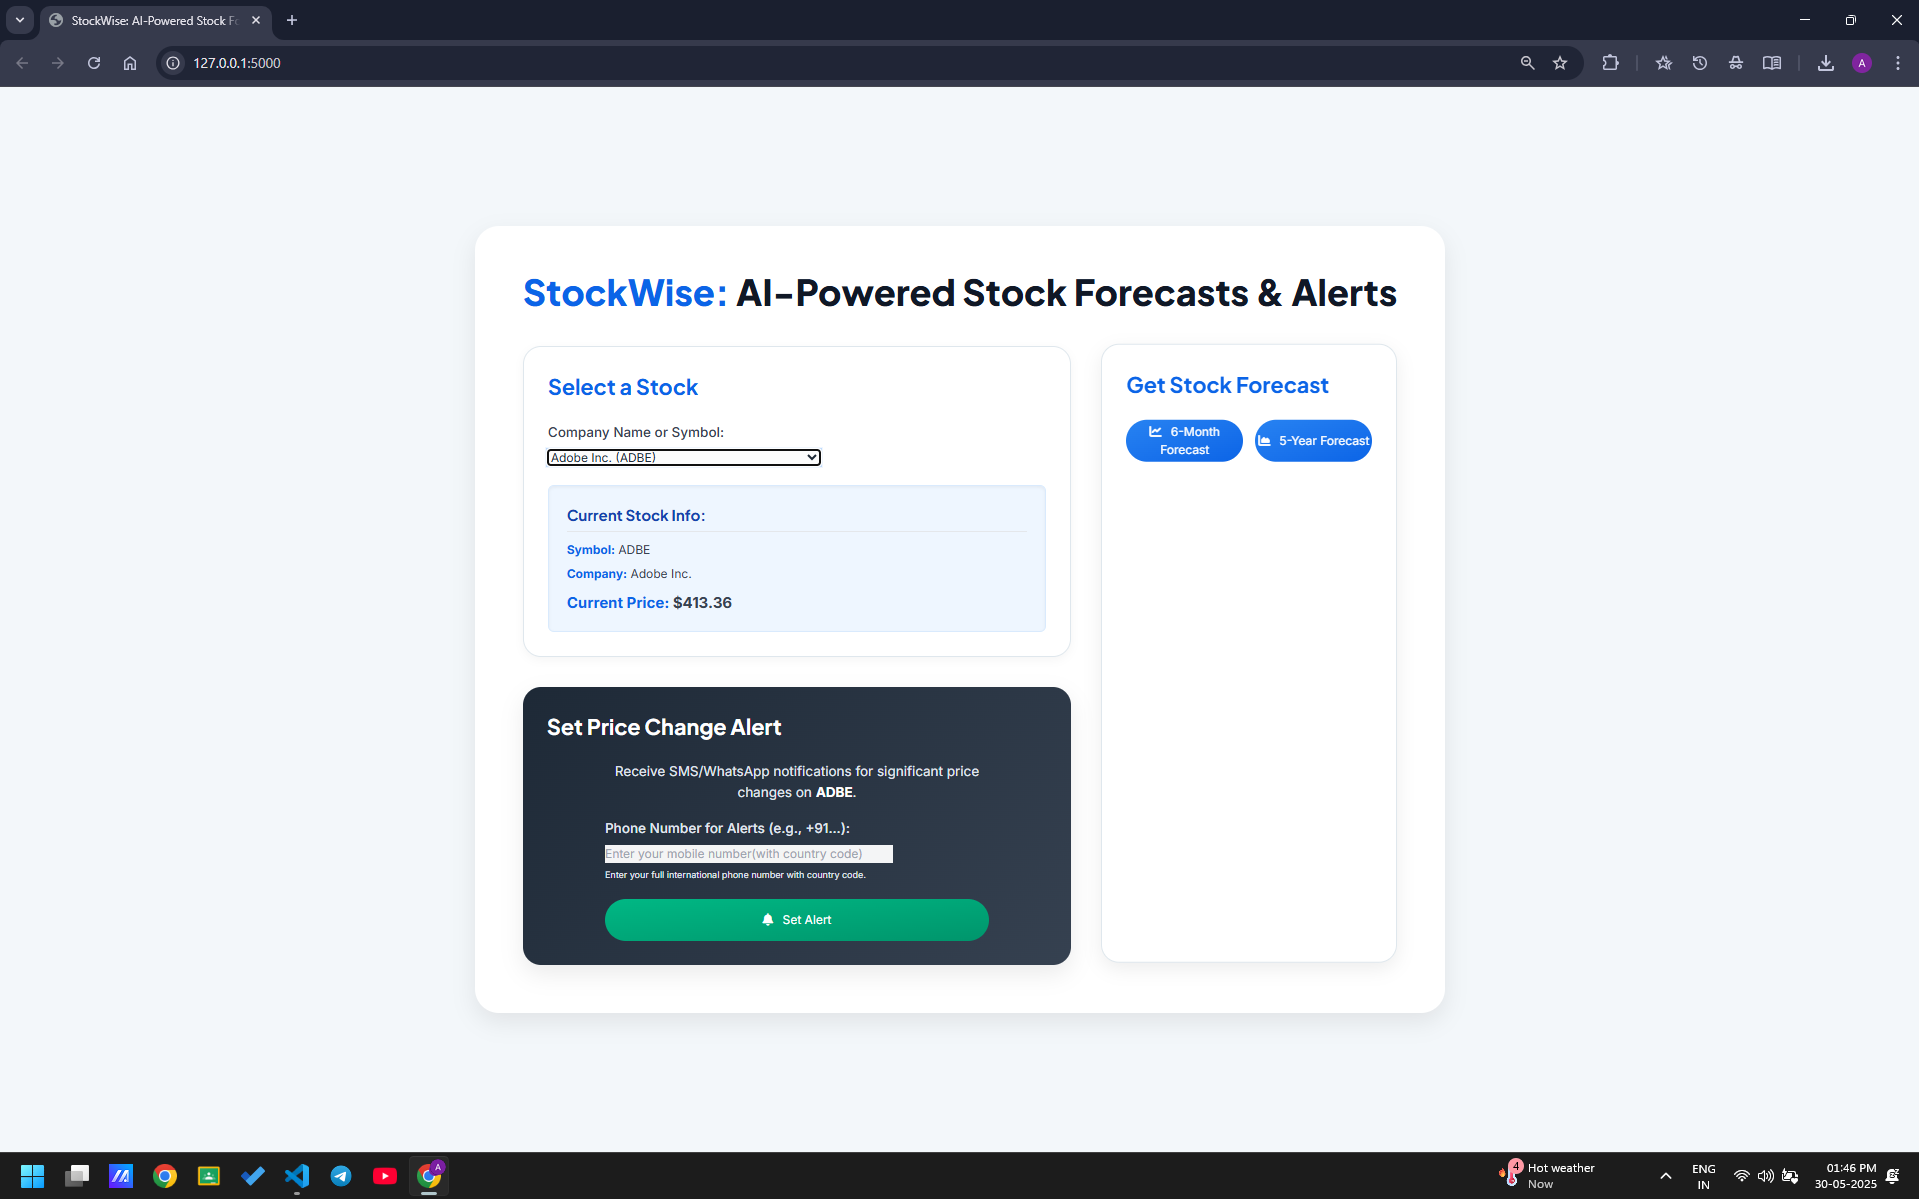 StockWise: AI-Powered Stock Fo
127.0.0.1:5000
A
StockWise: AI-Powered Stock Forecasts & Alerts
Select a Stock
Company Name or Symbol:
Adobe Inc. (ADBE)
Current Stock Info:
Symbol: ADBE
Company: Adobe Inc.
Current Price: $413.36
Get Stock Forecast
6-Month
Forecast
5-Year Forecast
Set Price Change Alert
Receive SMS/WhatsApp notifications for significant price
changes on ADBE.
Phone Number for Alerts (e.g., +91...):
Enter your mobile number(with country code)
Enter your full international phone number with country code.
Set Alert
A
4
Hot weather
Now
ENG
IN
01:46 PM
30-05-2025